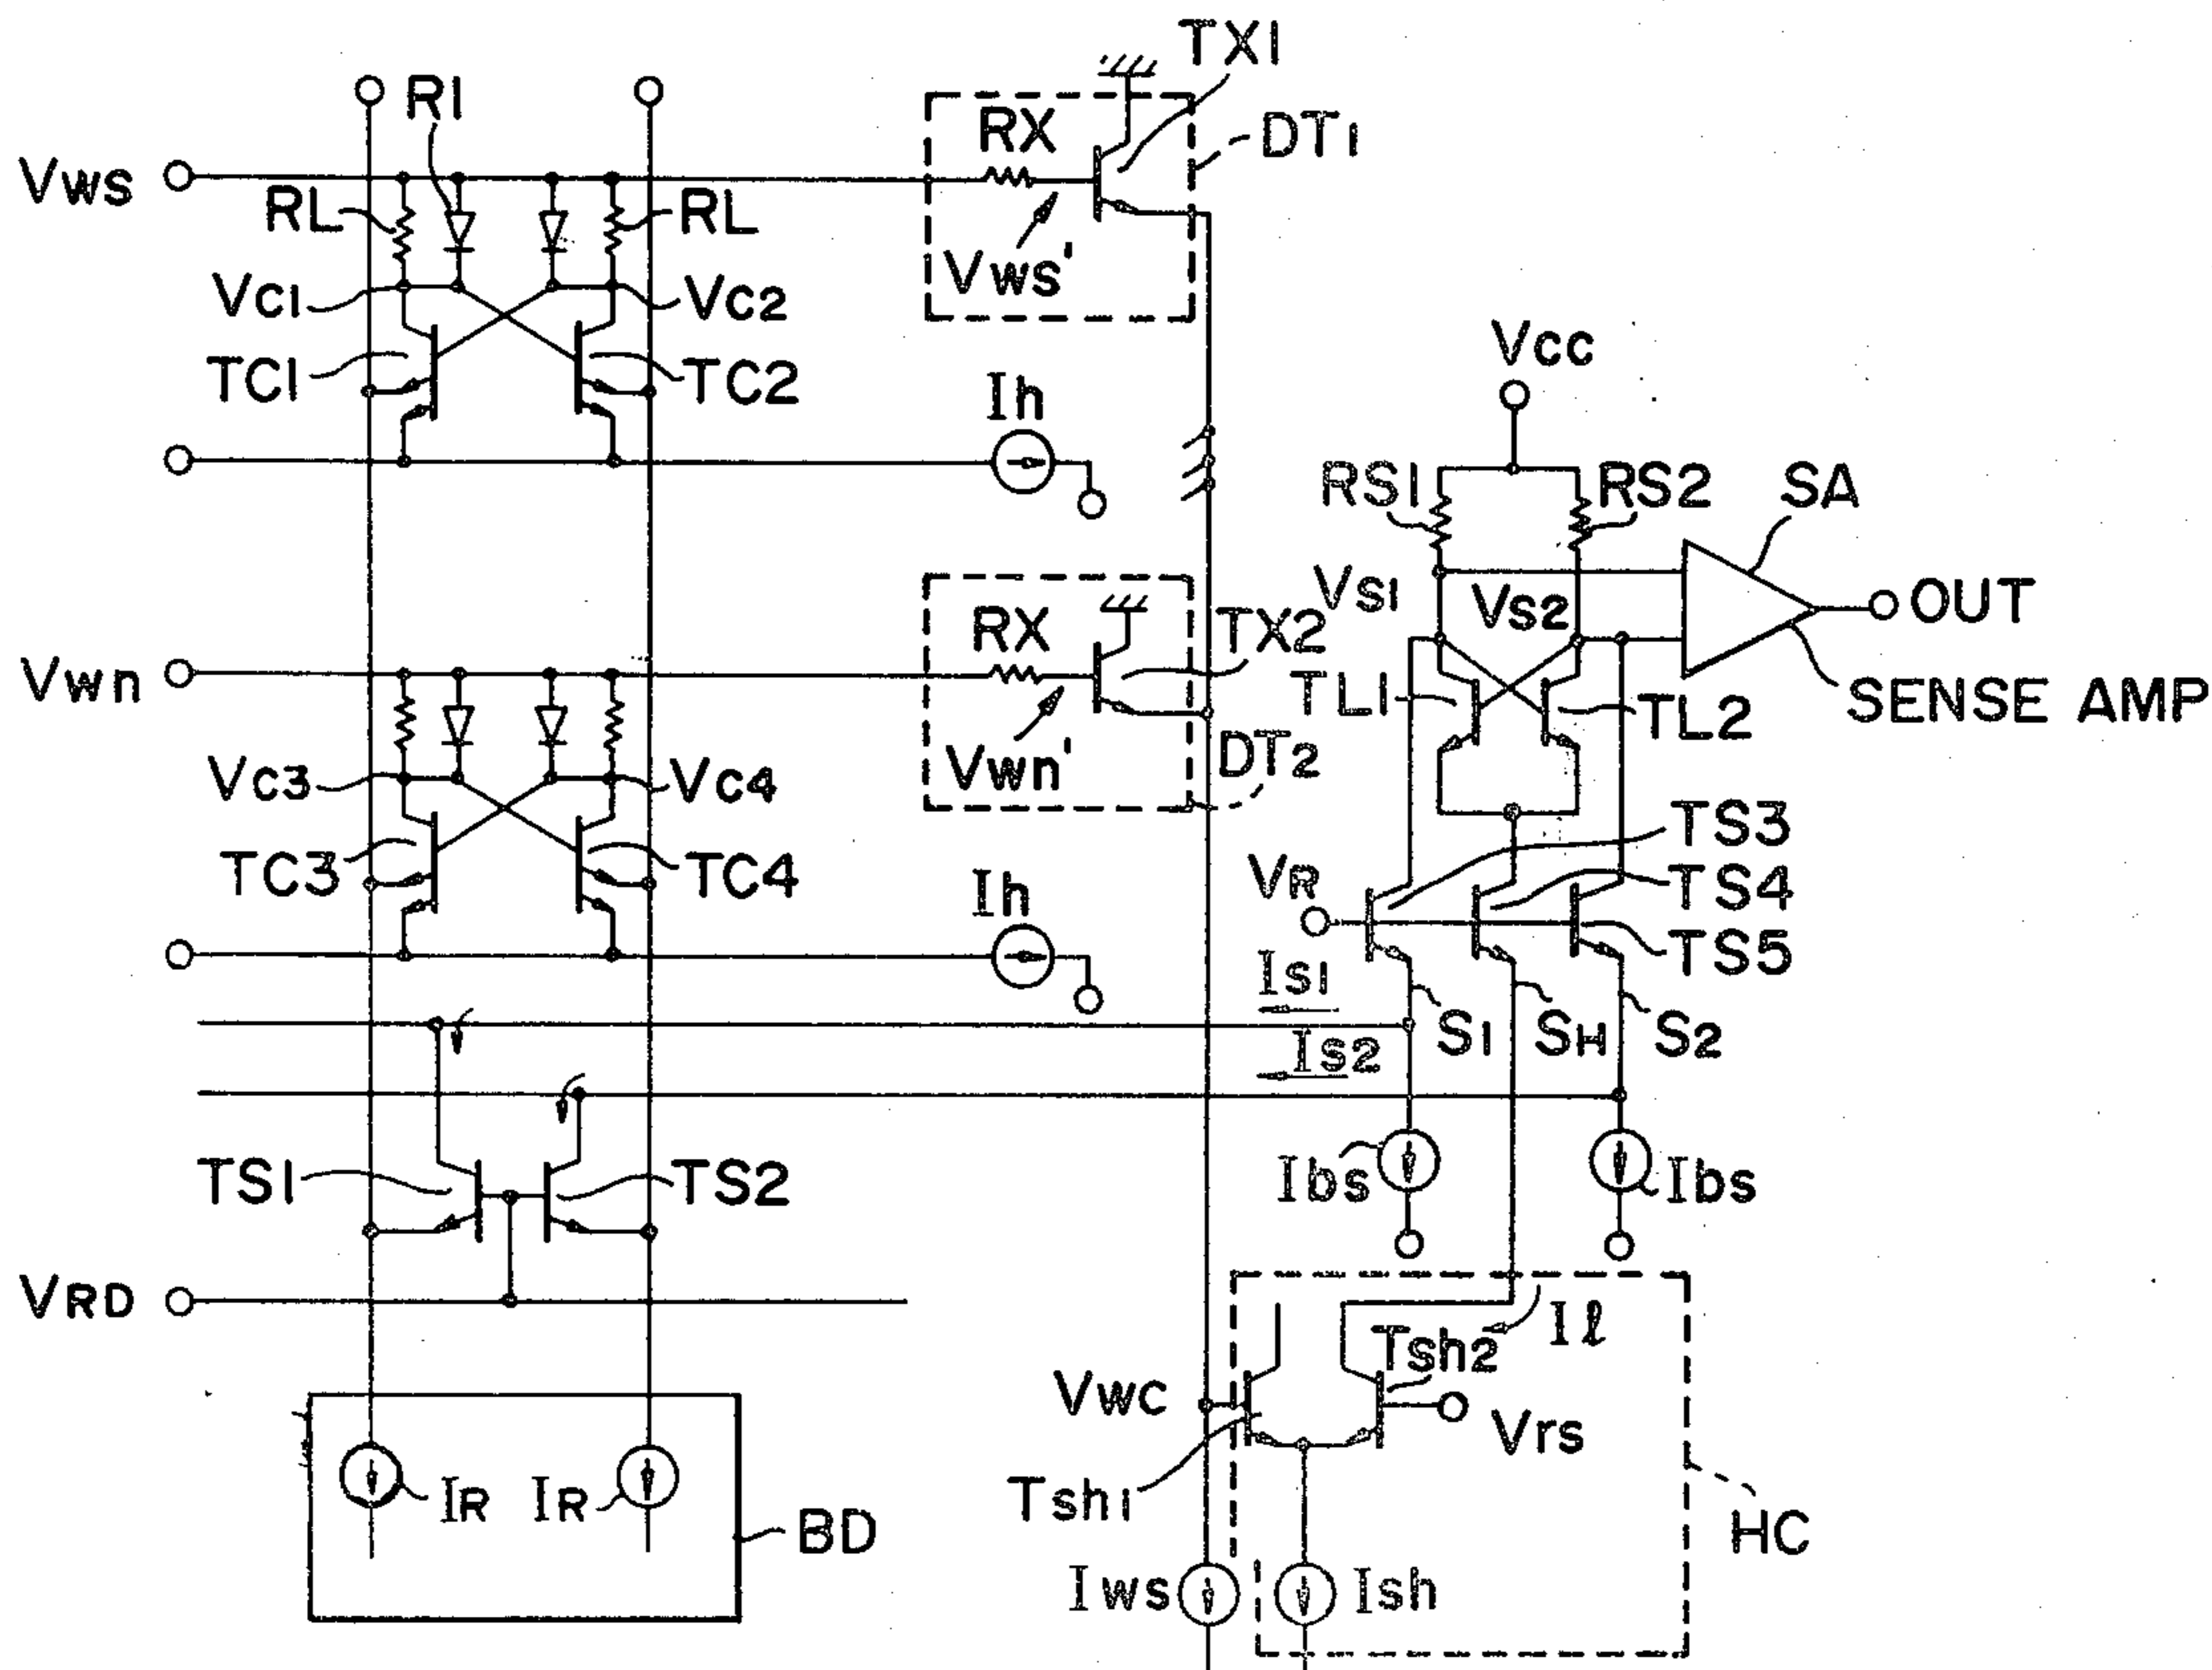 TX1
R1
RX
DT1
Vws
RL
RL
Vws'
Vc1
Vc2
Vcc
TC1
TC2
Ih
RS1
RS2
SA
Vs1
Vs2
OUT
RX
TX2
Vwn
TL1
TL2
SENSE AMP
Vwn'
DT2
Vc3
Vc4
TS3
TC3
TC4
VR
TS4
Ih
TS5
Is1
S1
SH
S2
Is2
TS1
TS2
Ibs
Ibs
VRD
Iℓ
Tsh2
Vwc
Vrs
Tsh1
IR
IR
BD
HC
Iws
Ish